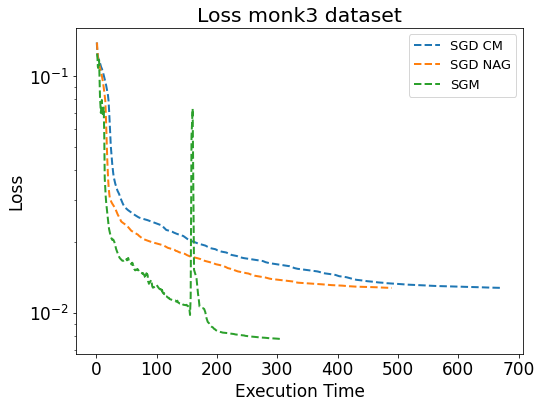 Loss monk3 dataset
SGD CM
SGD NAG
SGM
Loss
10⁻¹
10⁻²
0 100 200 300 400 500 600 700
Execution Time